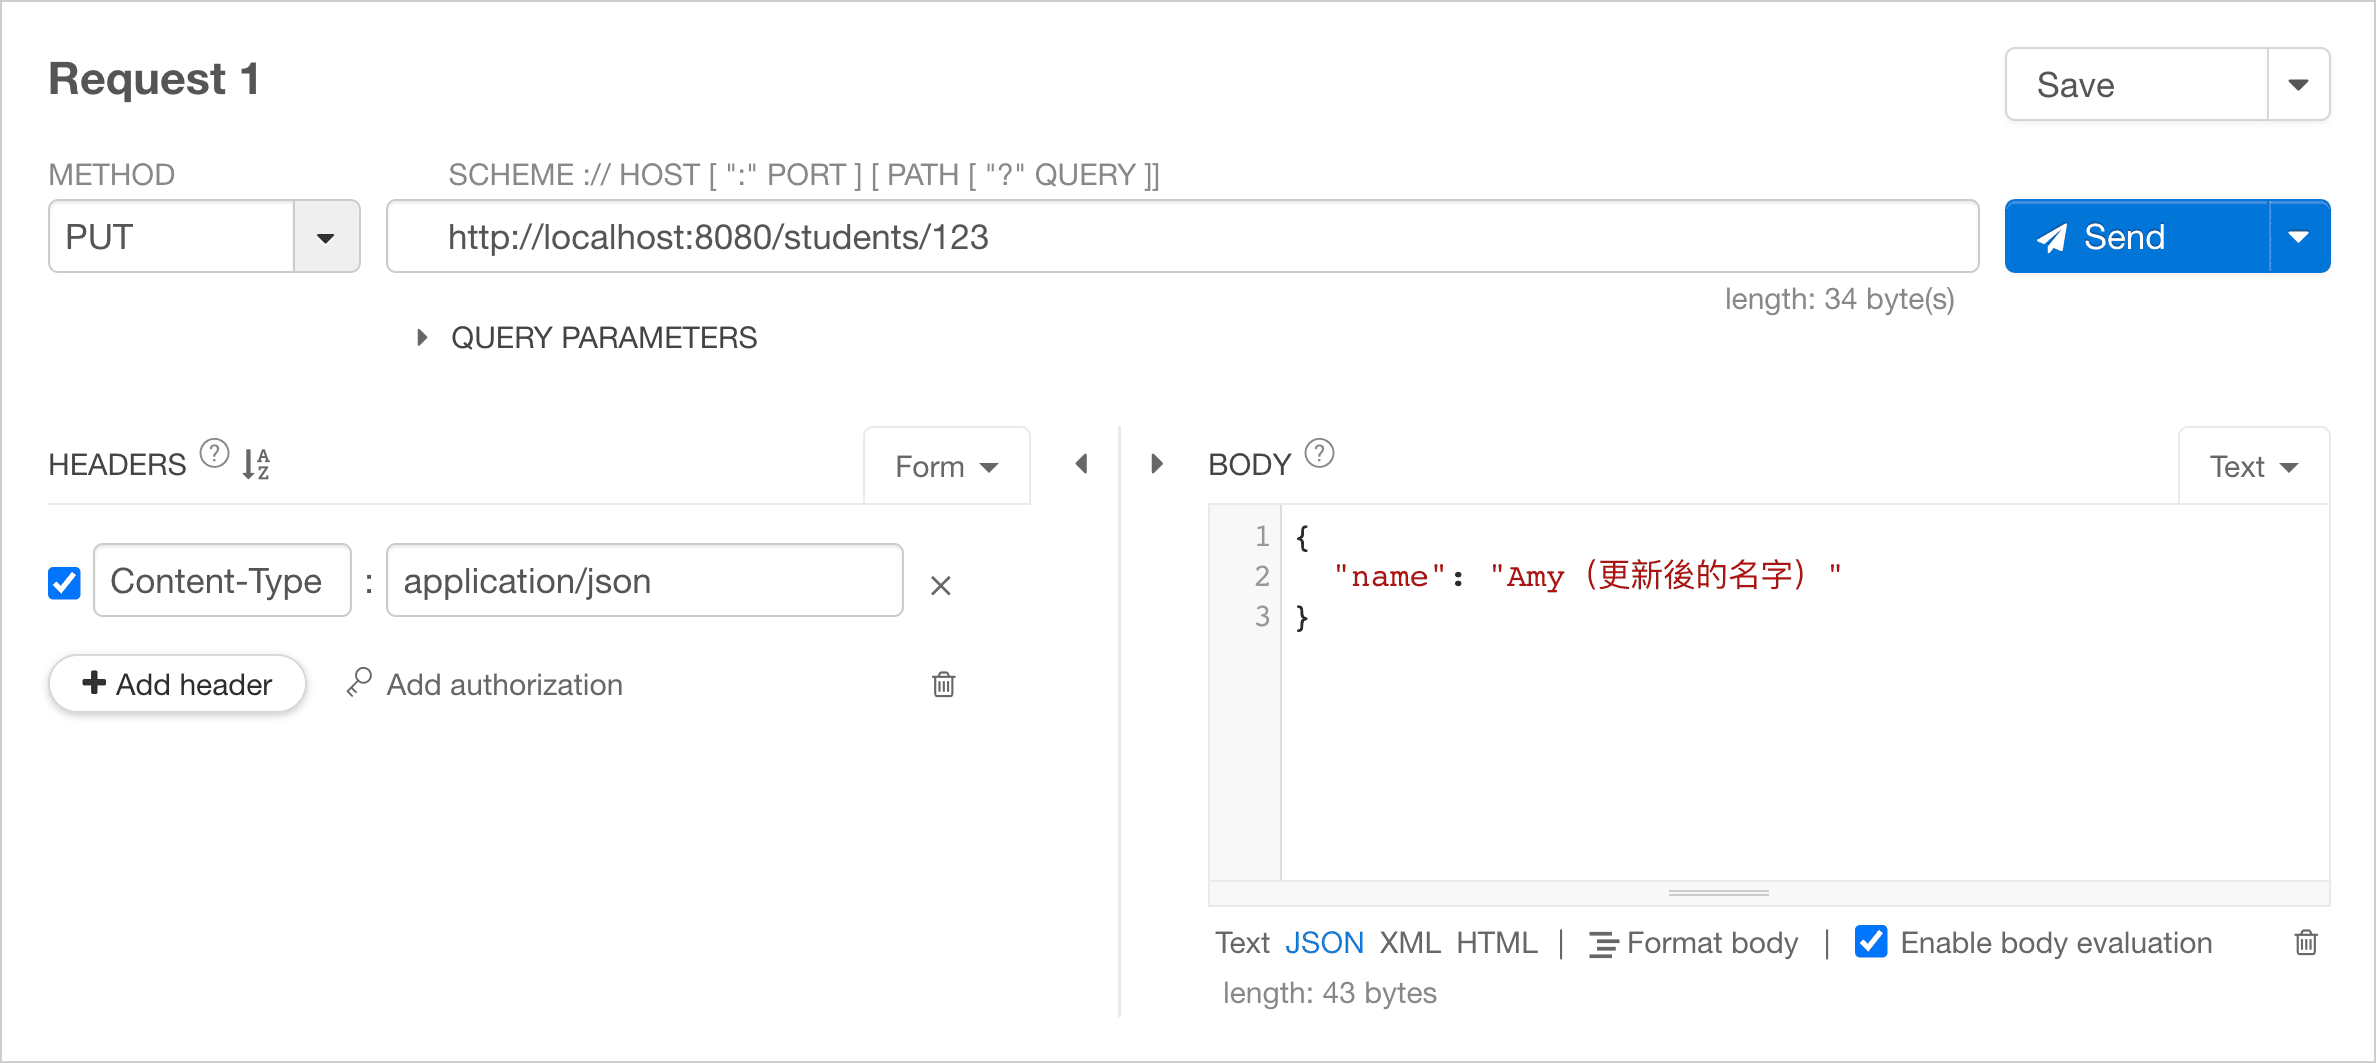 Request 1
Save
METHOD
SCHEME :// HOST [ ":" PORT ] [ PATH [ "?" QUERY ]]
PUT
http://localhost:8080/students/123
Send
length: 34 byte(s)
QUERY PARAMETERS
HEADERS ? AZ
Form
BODY ?
Text
Content-Type : application/json
Add header
Add authorization
1 {
2 "name": "Amy（更新後的名字）"
3 }
Text JSON XML HTML | Format body | Enable body evaluation
length: 43 bytes